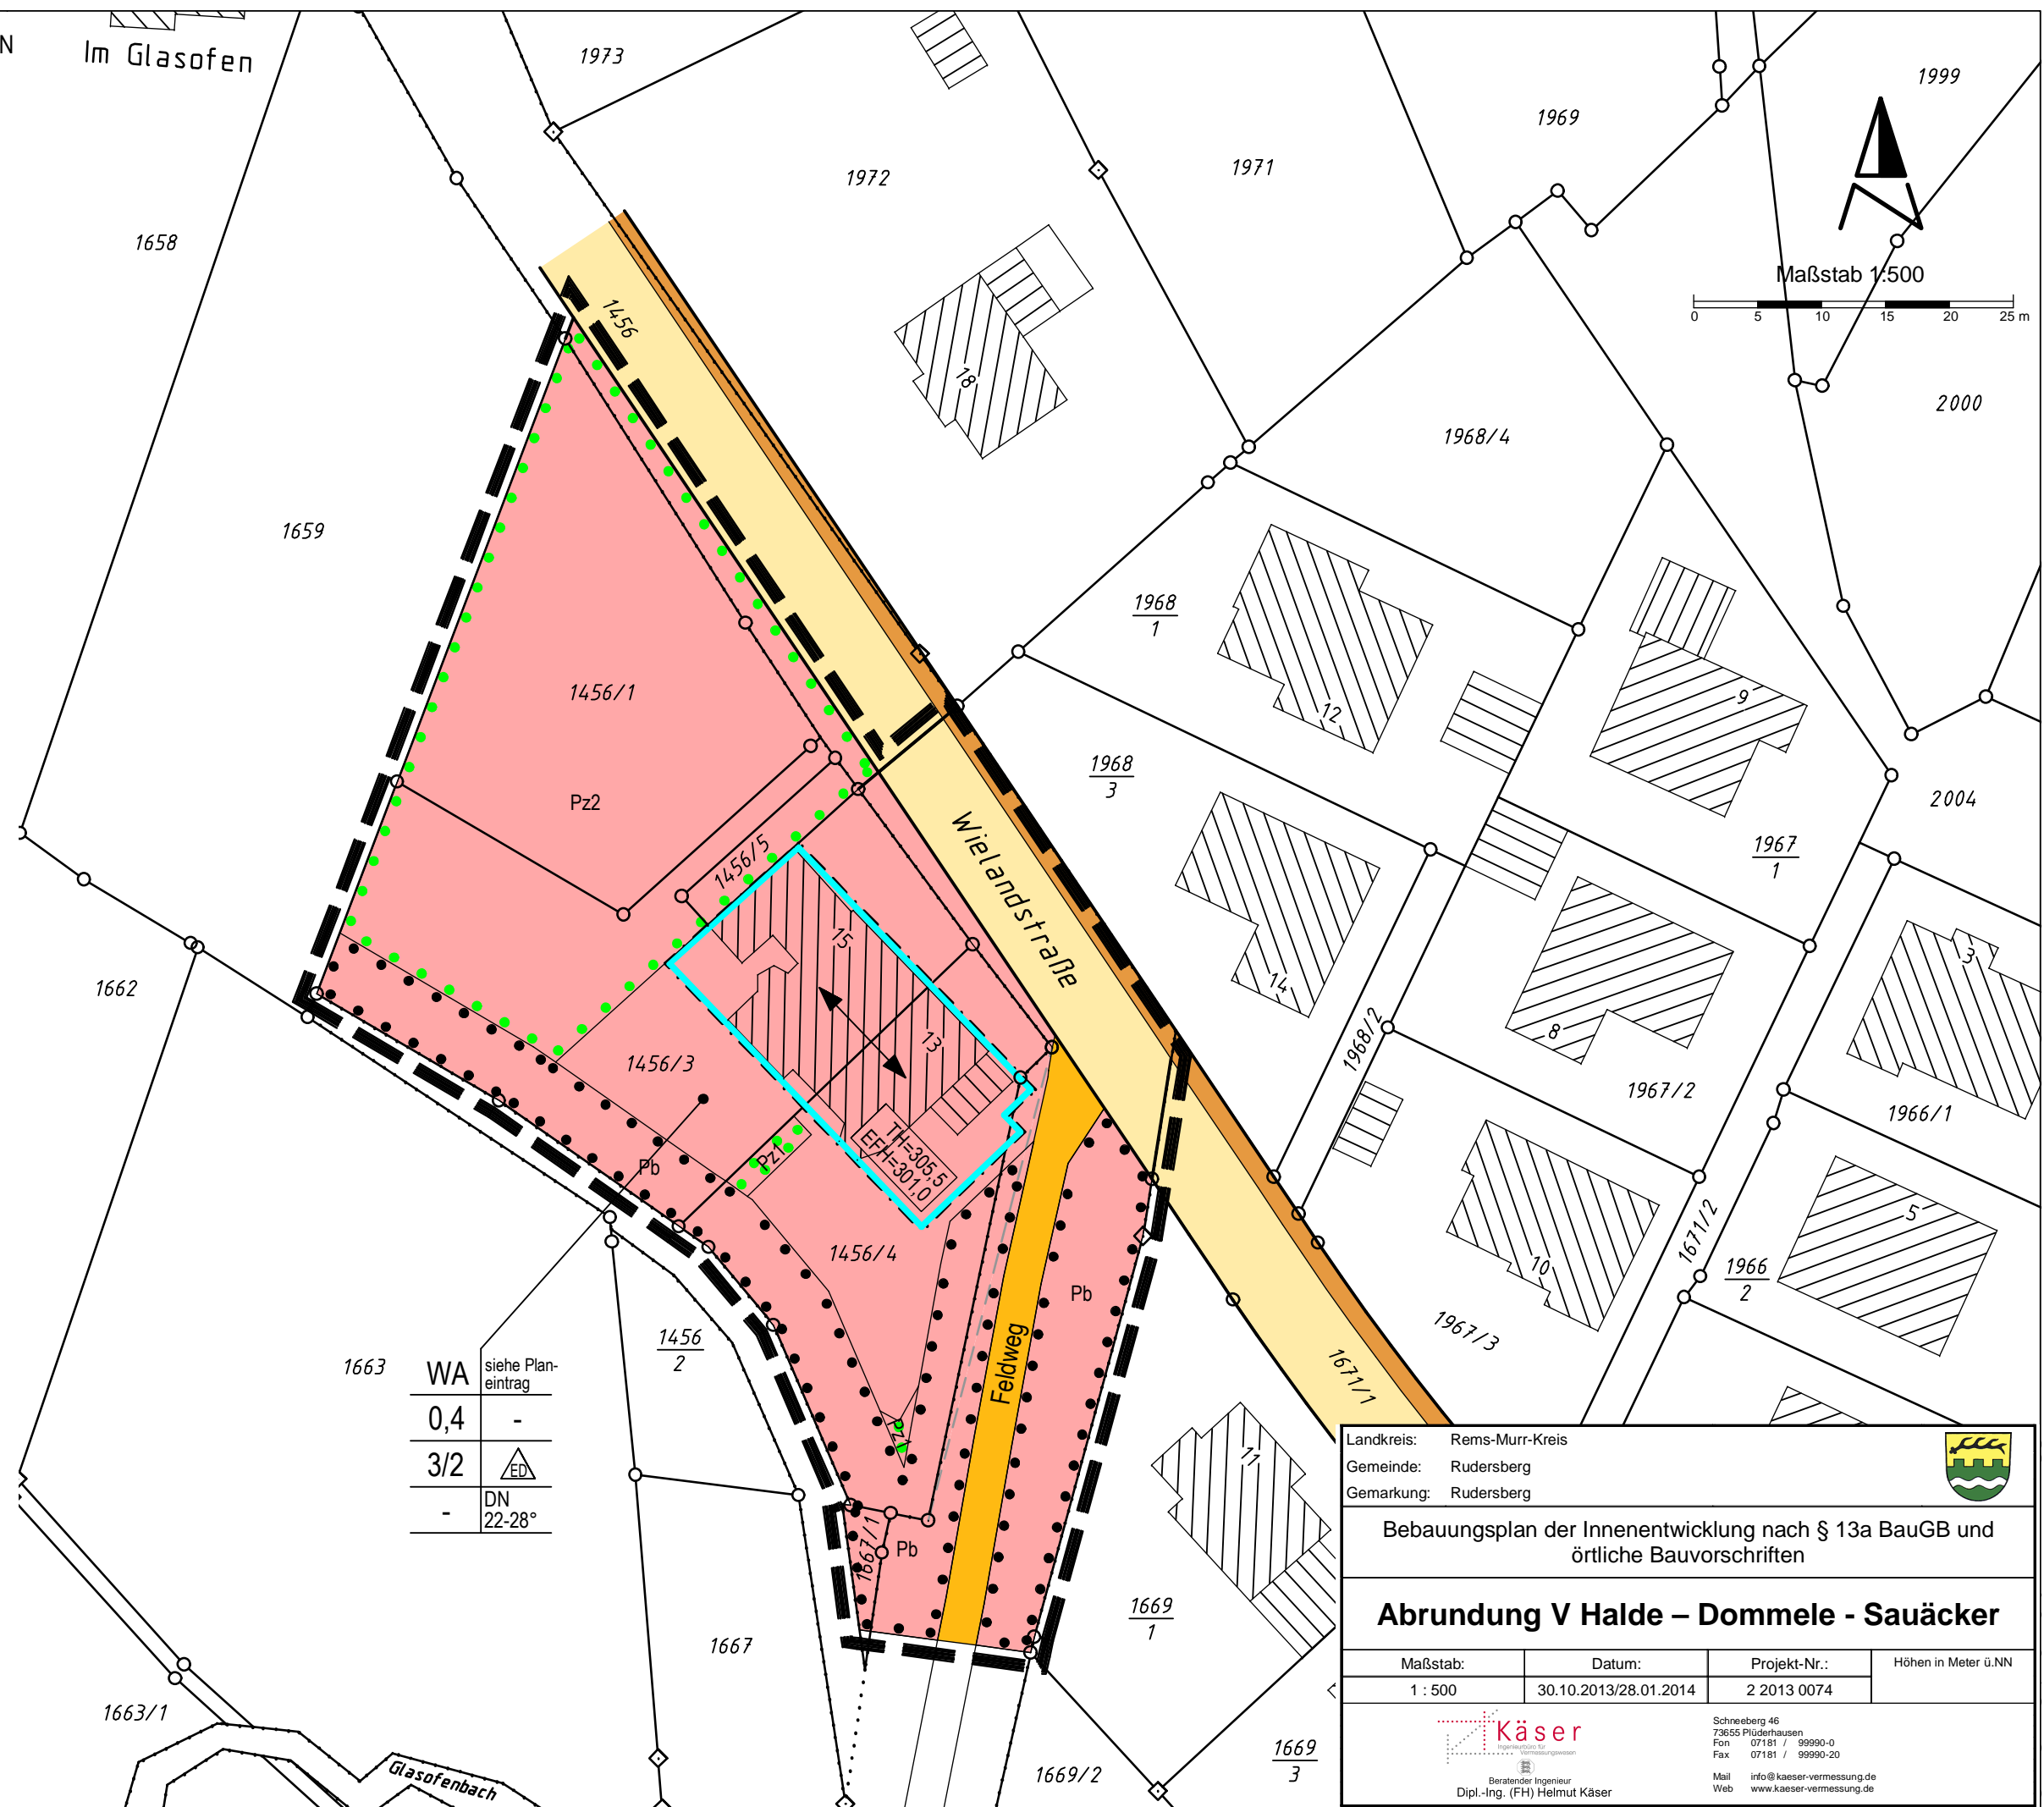 N
Im Glasofen
1973
1999
1969
1972
1971
1658
Maßstab 1:500
0 5 10 15 20 25 m
1456
18
2000
1968/4
1659
1968
1
12
9
1456/1
1968
3
Pz2
2004
Wielandstraße
1967
1
1456/5
15
14
3
1662
13
8
1968/2
1456/3
1967/2
1966/1
TH=305,5
EFH=301,0
Pb
Pz1
5
1671/2
1456/4
10
1966
2
Pb
1456
2
1967/3
1663
Feldweg
1671/1
WA
siehe Plan-
eintrag
0,4 -
3/2 ED
- DN
22-28°
Pz1
11
1667/1
Pb
1669
1
1667
1663/1
Glasofenbach
1669/2
1669
3
Landkreis: Rems-Murr-Kreis
Gemeinde: Rudersberg
Gemarkung: Rudersberg
Bebauungsplan der Innenentwicklung nach § 13a BauGB und
örtliche Bauvorschriften
Abrundung V Halde – Dommele - Sauäcker
Maßstab: Datum: Projekt-Nr.: Höhen in Meter ü.NN
1 : 500 30.10.2013/28.01.2014 2 2013 0074
Käser
Ingenieurbüro für
Vermessungswesen
Beratender Ingenieur
Dipl.-Ing. (FH) Helmut Käser
Schneeberg 46
73655 Plüderhausen
Fon 07181 / 99990-0
Fax 07181 / 99990-20
Mail info@kaeser-vermessung.de
Web www.kaeser-vermessung.de